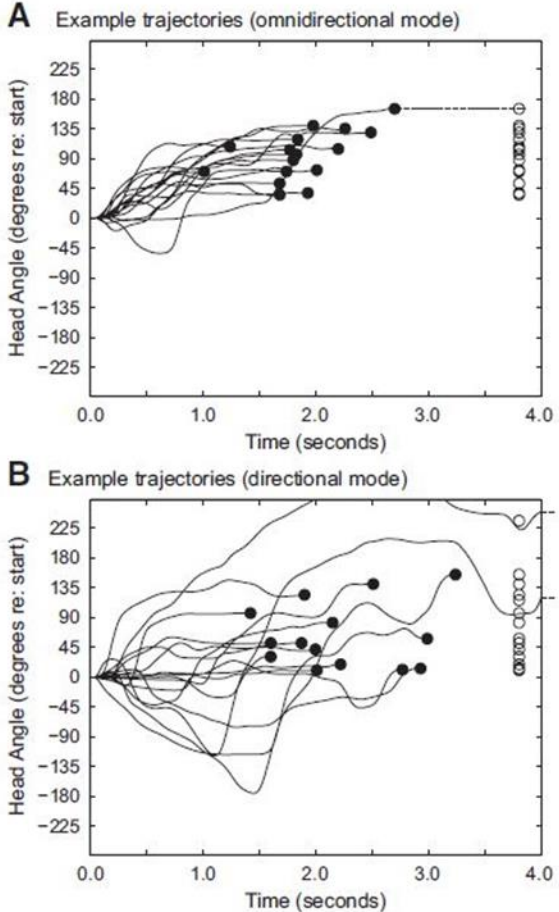 A Example trajectories (omnidirectional mode)
Head Angle (degrees re: start)
225
180
135
90
45
0
−45
−90
−135
−180
−225
0.0 1.0 2.0 3.0 4.0
Time (seconds)
B Example trajectories (directional mode)
Head Angle (degrees re: start)
225
180
135
90
45
0
−45
−90
−135
−180
−225
0.0 1.0 2.0 3.0 4.0
Time (seconds)